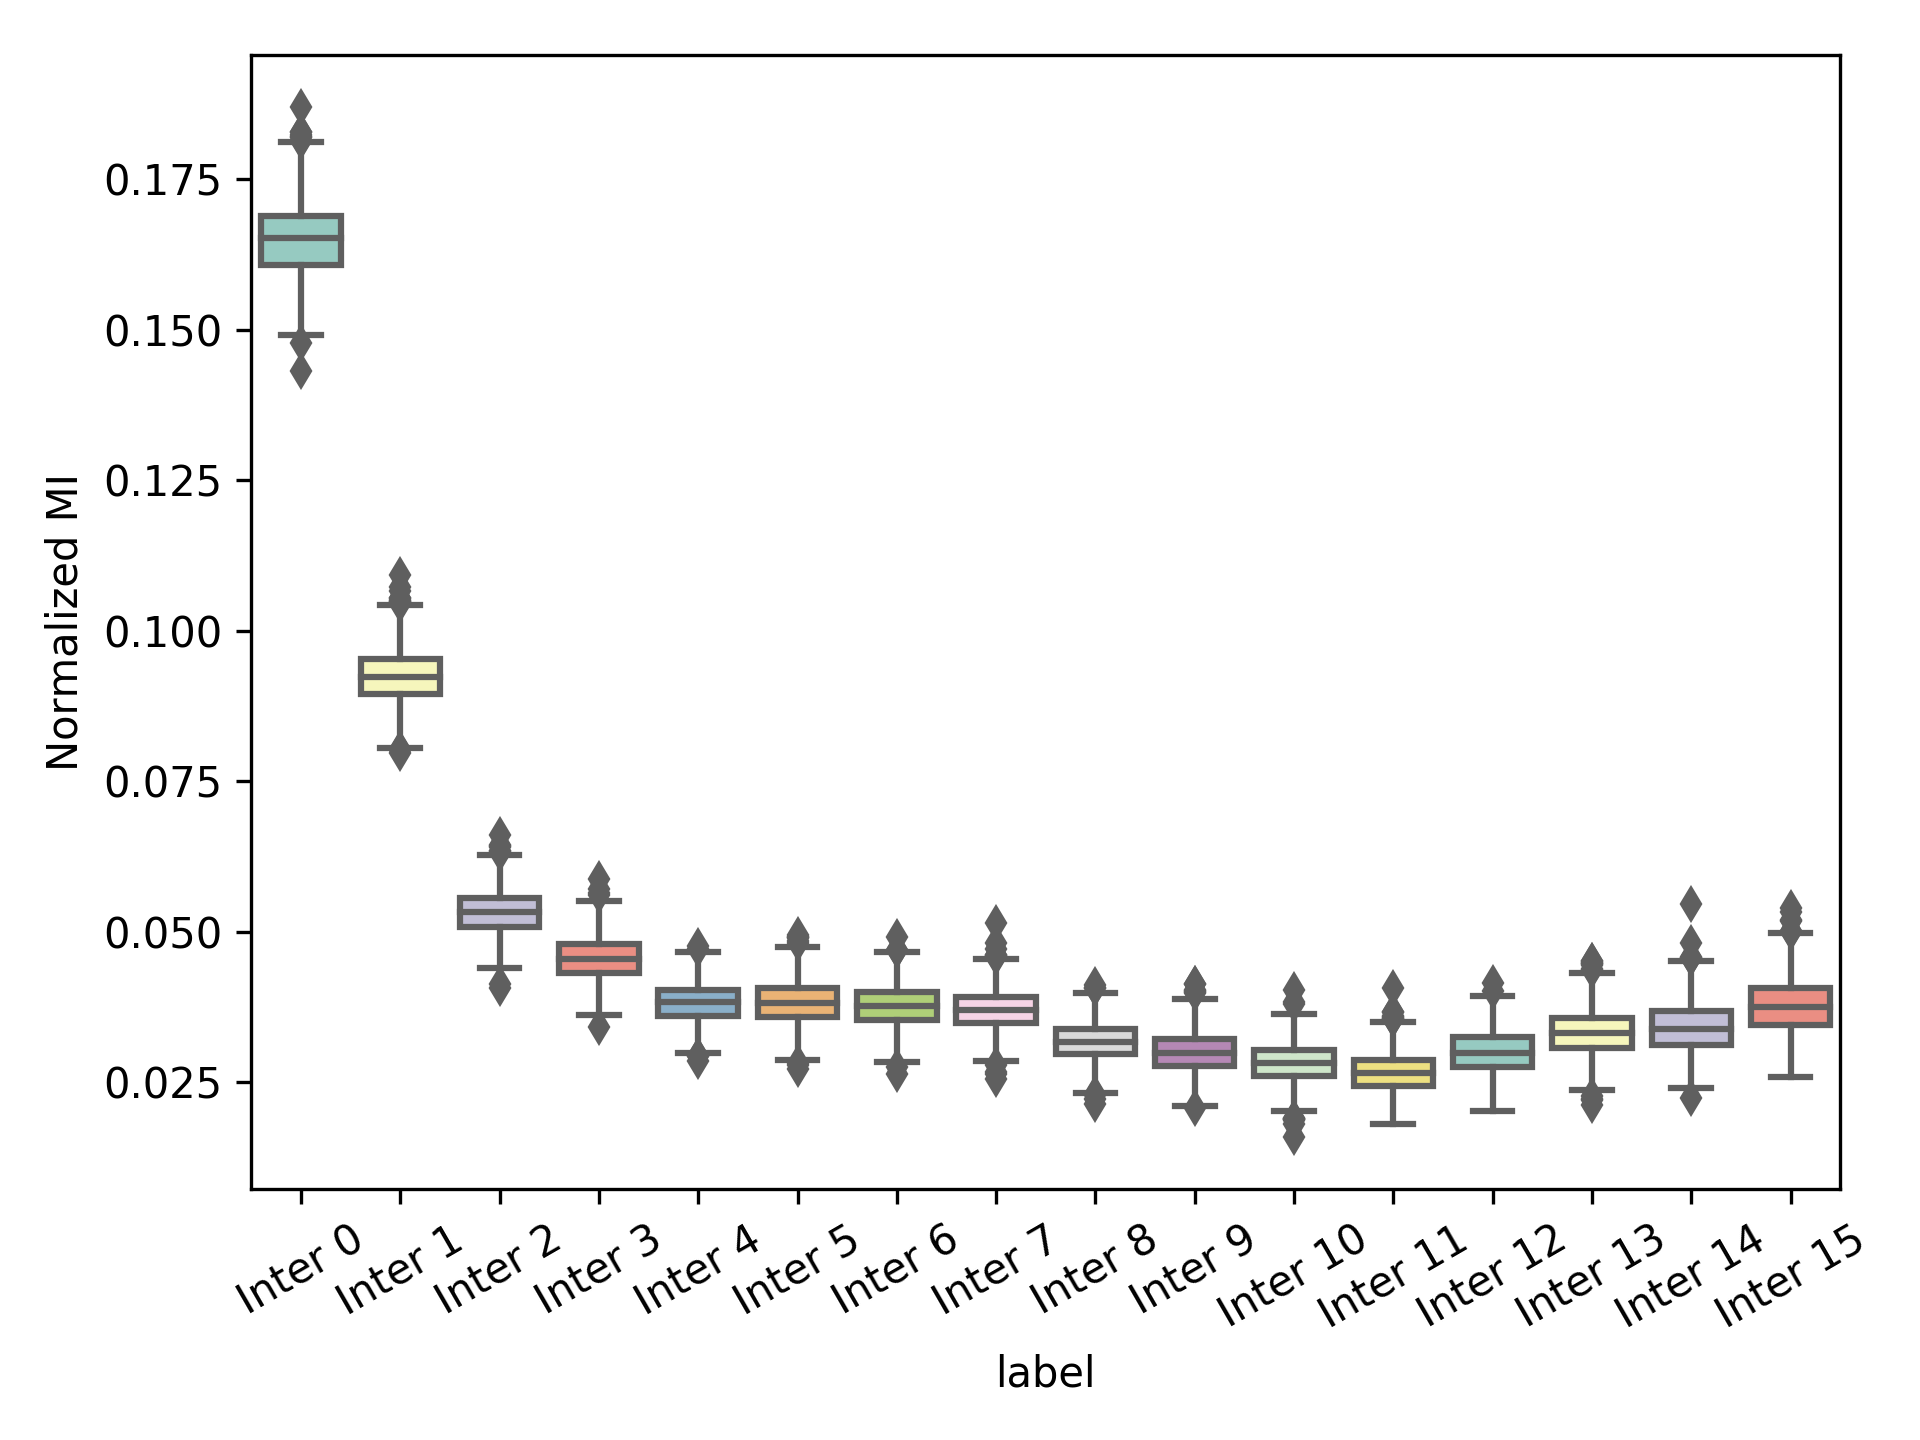 Normalized MI
0.175
0.150
0.125
0.100
0.075
0.050
0.025
Inter 0
Inter 1
Inter 2
Inter 3
Inter 4
Inter 5
Inter 6
Inter 7
Inter 8
Inter 9
Inter 10
Inter 11
Inter 12
Inter 13
Inter 14
Inter 15
label